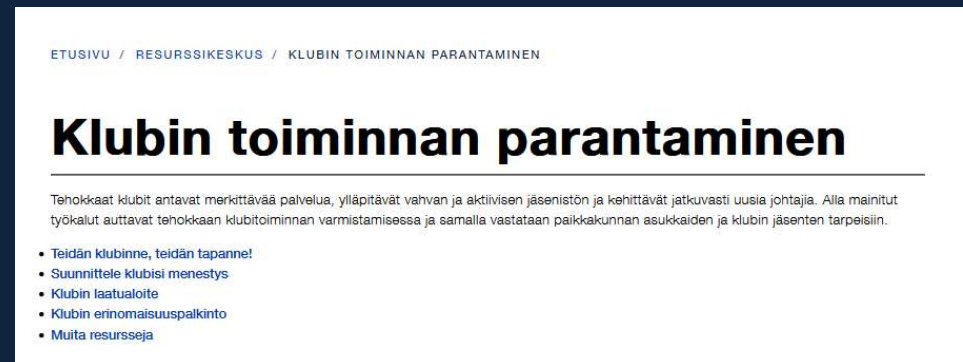 ETUSIVU / RESURSSIKESKUS / KLUBIN TOIMINNAN PARANTAMINEN
Klubin toiminnan parantaminen
Tehokkaat klubit antavat merkittävää palvelua, ylläpitävät vahvan ja aktiivisen jäsenistön ja kehittävät jatkuvasti uusia johtajia. Alla mainitut
työkalut auttavat tehokkaan klubitoiminnan varmistamisessa ja samalla vastataan paikkakunnan asukkaiden ja klubin jäsenten tarpeisiin.
• Teidän klubinne, teidän tapanne!
• Suunnittele klubisi menestys
• Klubin laatualoite
• Klubin erinomaisuuspalkinto
• Muita resursseja